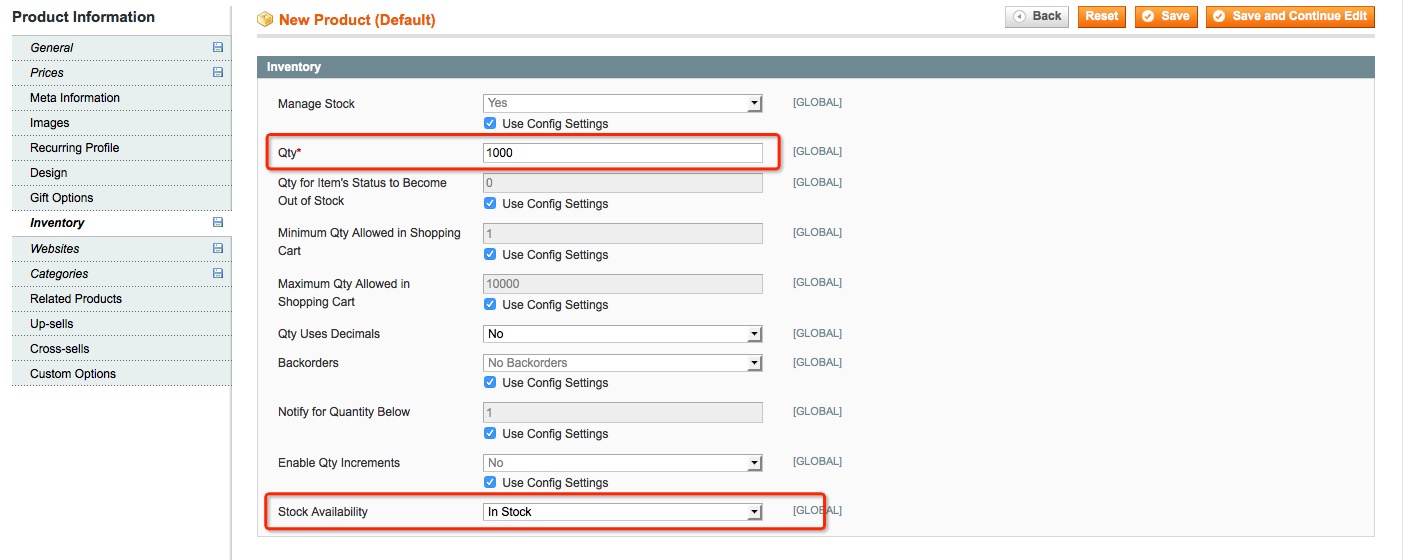 Product Information
General
Prices
Meta Information
Images
Recurring Profile
Design
Gift Options
Inventory
Websites
Categories
Related Products
Up-sells
Cross-sells
Custom Options
New Product (Default)
Back
Reset
Save
Save and Continue Edit
Inventory
Manage Stock Yes [GLOBAL]
Use Config Settings
Qty* 1000 [GLOBAL]
Qty for Item's Status to Become 0 [GLOBAL]
Out of Stock Use Config Settings
Minimum Qty Allowed in Shopping 1 [GLOBAL]
Cart Use Config Settings
Maximum Qty Allowed in 10000 [GLOBAL]
Shopping Cart Use Config Settings
Qty Uses Decimals No [GLOBAL]
Backorders No Backorders [GLOBAL]
Use Config Settings
Notify for Quantity Below 1 [GLOBAL]
Use Config Settings
Enable Qty Increments No [GLOBAL]
Use Config Settings
Stock Availability In Stock [GLOBAL]